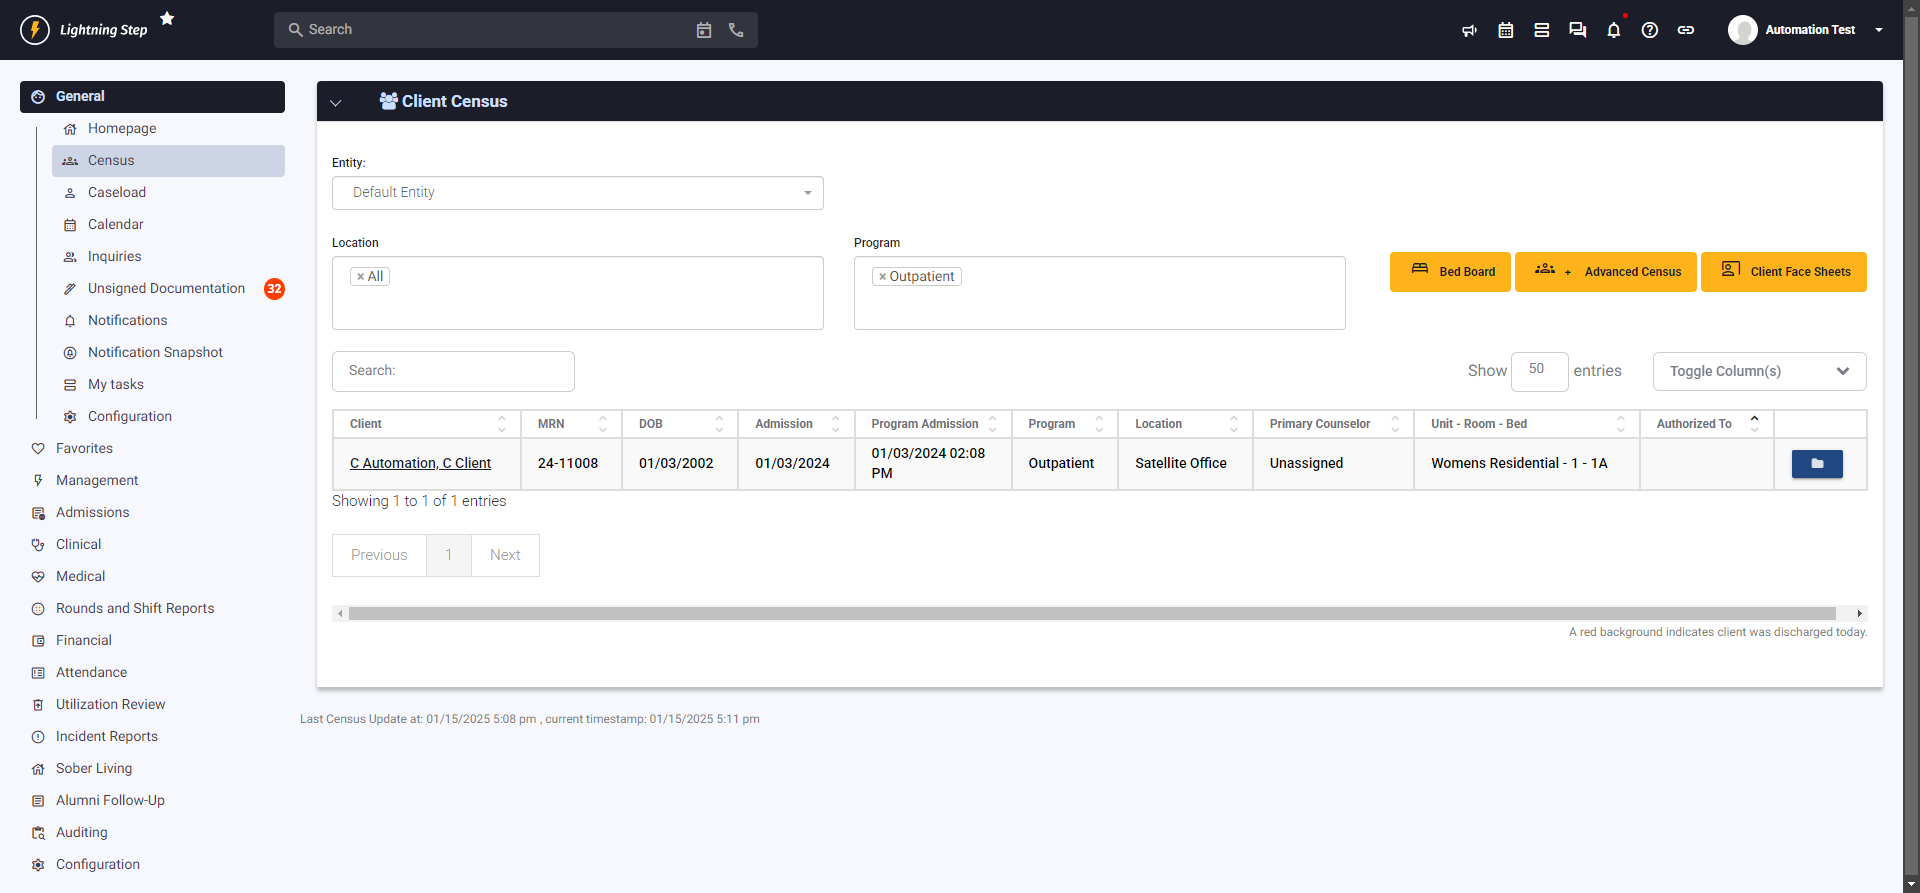 Lightning Step
Search
Automation Test
General
Homepage
Census
Caseload
Calendar
Inquiries
Unsigned Documentation 32
Notifications
Notification Snapshot
My tasks
Configuration
Favorites
Management
Admissions
Clinical
Medical
Rounds and Shift Reports
Financial
Attendance
Utilization Review
Incident Reports
Sober Living
Alumni Follow-Up
Auditing
Configuration
Client Census
Entity:
Default Entity
Location
× All
Program
× Outpatient
Bed Board
+ Advanced Census
Client Face Sheets
Search:
Show 50 entries
Toggle Column(s)
Client MRN DOB Admission Program Admission Program Location Primary Counselor Unit - Room - Bed Authorized To
C Automation, C Client 24-11008 01/03/2002 01/03/2024 01/03/2024 02:08 PM Outpatient Satellite Office Unassigned Womens Residential - 1 - 1A
Showing 1 to 1 of 1 entries
Previous 1 Next
A red background indicates client was discharged today.
Last Census Update at: 01/15/2025 5:08 pm , current timestamp: 01/15/2025 5:11 pm